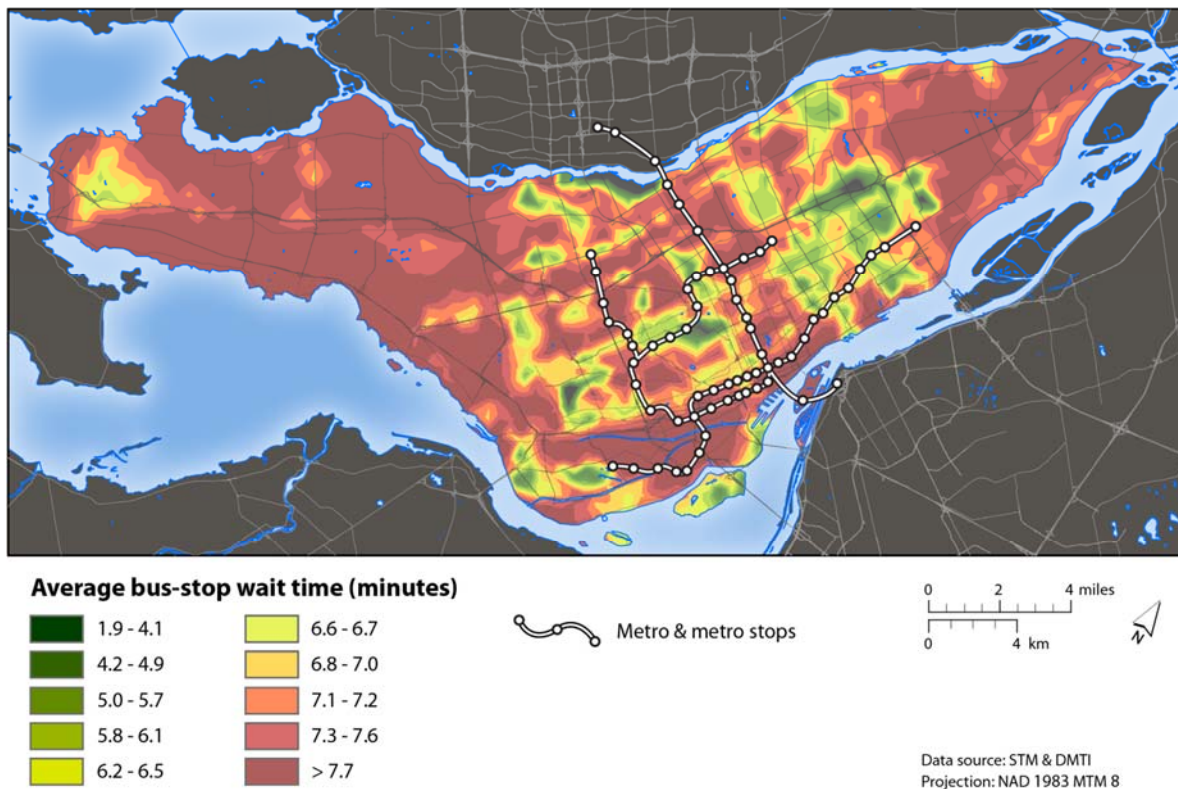 Average bus-stop wait time (minutes)
1.9 - 4.1
4.2 - 4.9
5.0 - 5.7
5.8 - 6.1
6.2 - 6.5
6.6 - 6.7
6.8 - 7.0
7.1 - 7.2
7.3 - 7.6
> 7.7
Metro & metro stops
0 2 4 miles
0 4 km
N
Data source: STM & DMTI
Projection: NAD 1983 MTM 8